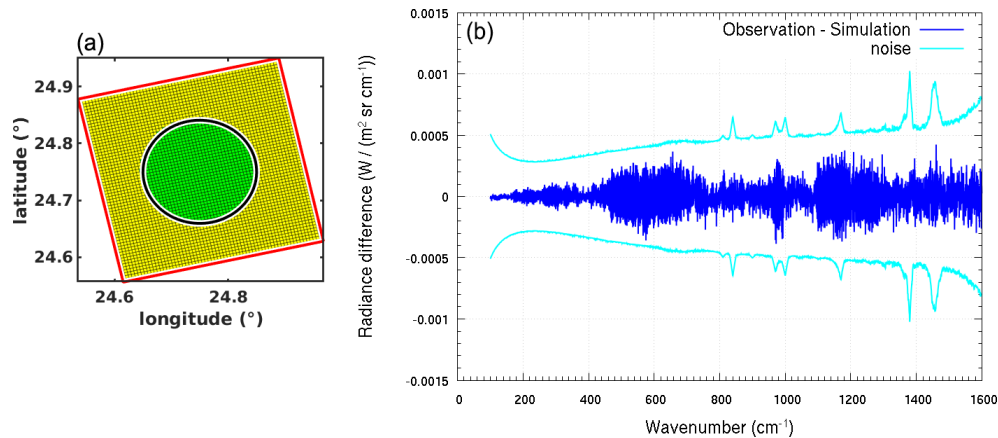 (a)
24.9
24.8
24.7
24.6
latitude (°)
24.6 24.8
longitude (°)
(b)
Observation - Simulation
noise
0.0015
0.001
0.0005
0
-0.0005
-0.001
-0.0015
Radiance difference (W / (m² sr cm⁻¹))
0 200 400 600 800 1000 1200 1400 1600
Wavenumber (cm⁻¹)